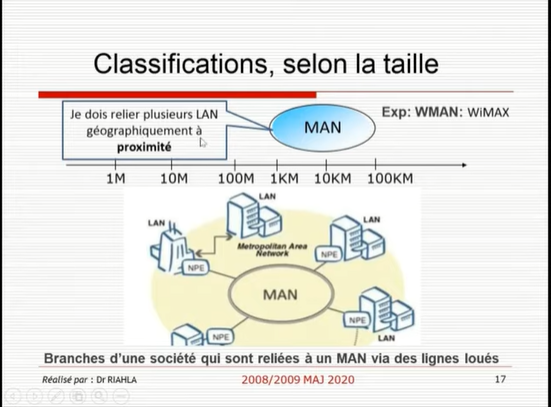 Classifications, selon la taille
Je dois relier plusieurs LAN
géographiquement à
proximité
MAN
Exp: WMAN: WiMAX
1M 10M 100M 1KM 10KM 100KM
LAN
LAN
LAN
Metropolitan Area
Network
NPE
NPE
MAN
NPE
NPE
LAN
Branches d'une société qui sont reliées à un MAN via des lignes loués
Réalisé par : Dr RIAHLA
2008/2009 MAJ 2020
17